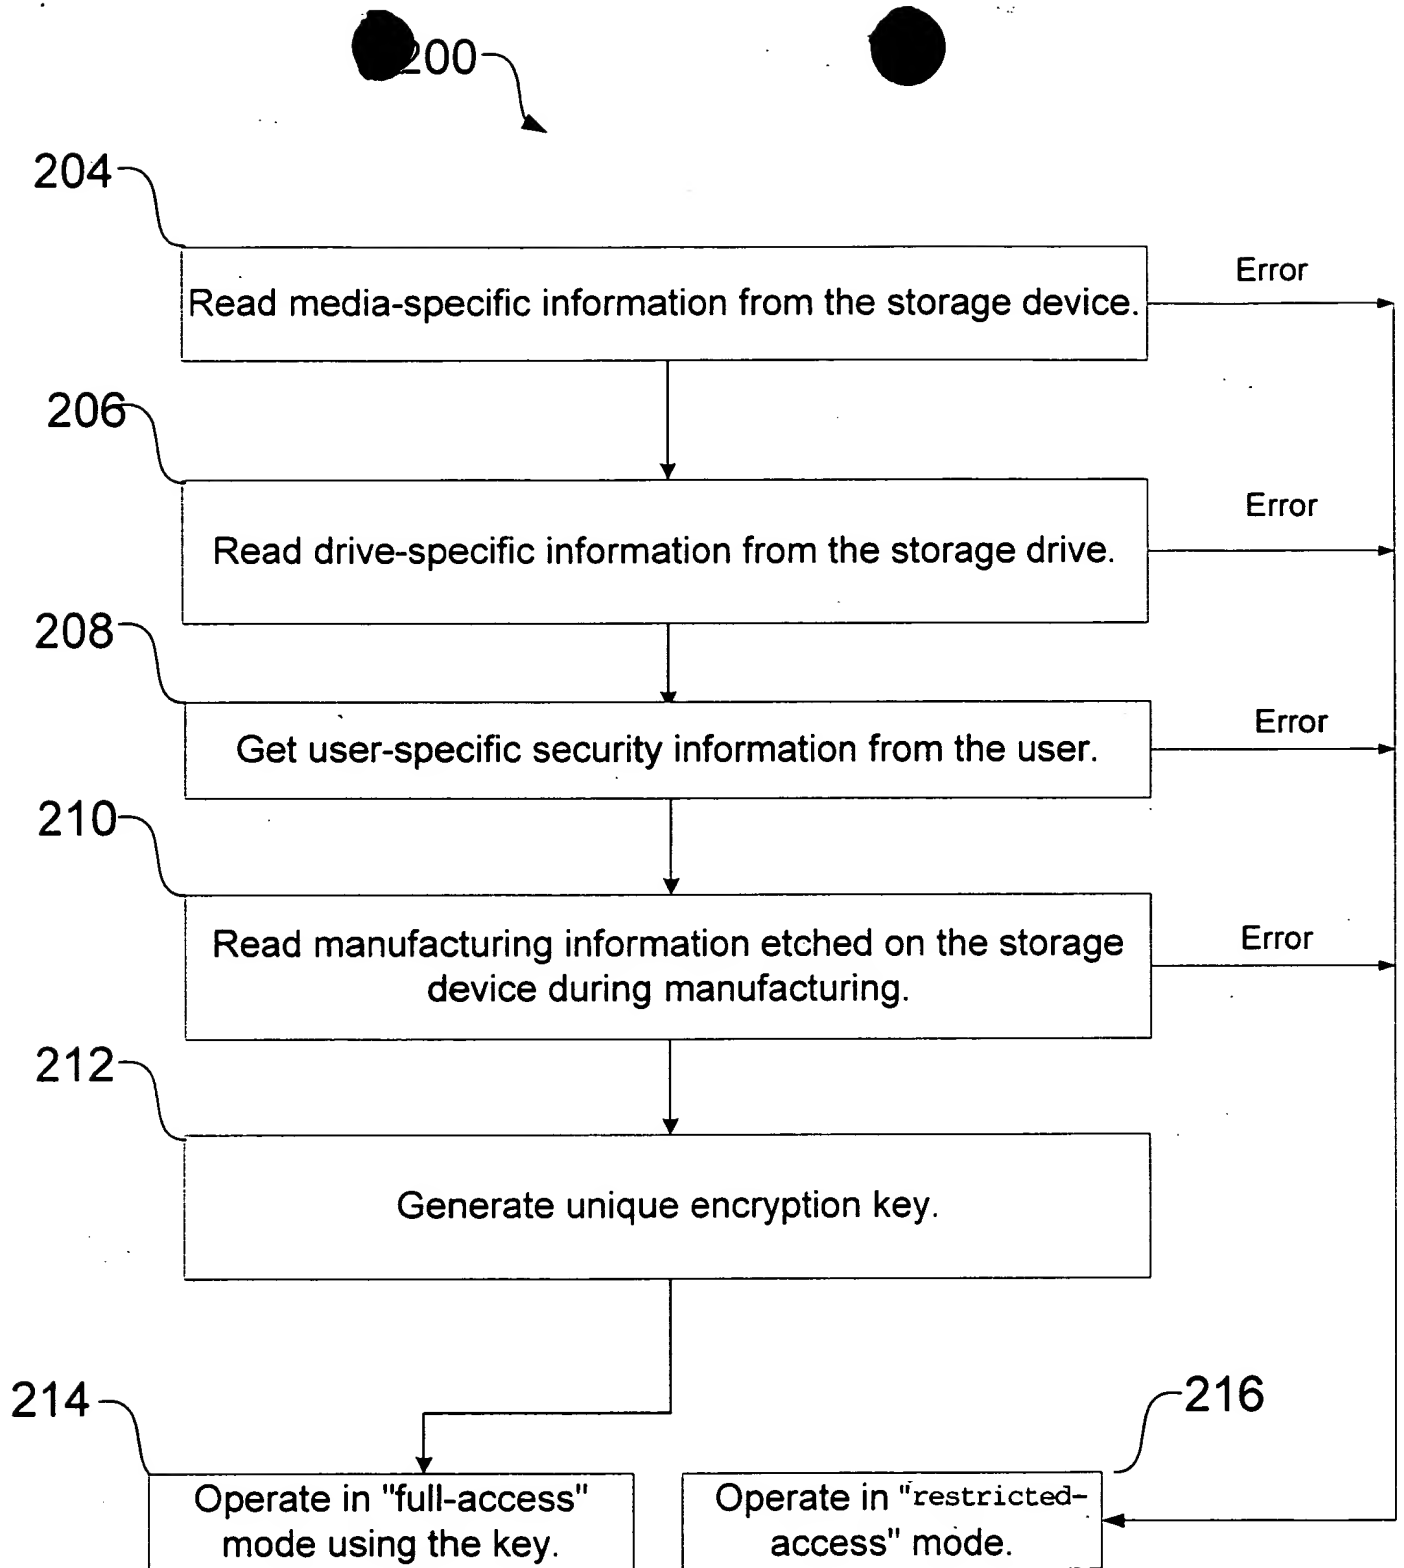 200
204
Read media-specific information from the storage device.
Error
206
Read drive-specific information from the storage drive.
Error
208
Get user-specific security information from the user.
Error
210
Read manufacturing information etched on the storage
device during manufacturing.
Error
212
Generate unique encryption key.
214
Operate in "full-access"
mode using the key.
216
Operate in "restricted-
access" mode.